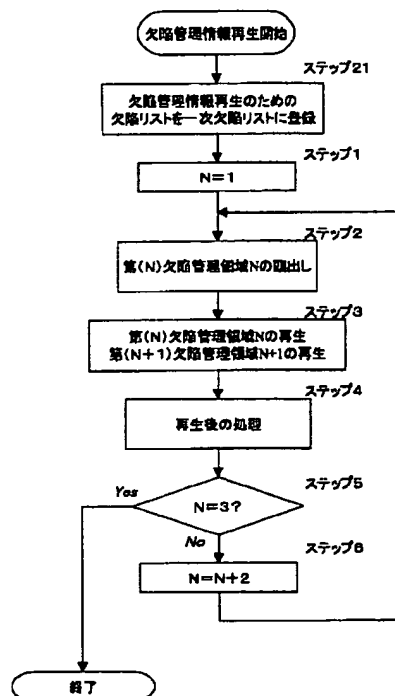 欠陥管理情報再生開始
ステップ21
欠陥管理情報再生のための
欠陥リストを一次欠陥リストに登録
ステップ1
N=1
ステップ2
第(N)欠陥管理領域Nの頭出し
ステップ3
第(N)欠陥管理領域Nの再生
第(N+1)欠陥管理領域N+1の再生
ステップ4
再生後の処理
ステップ5
Yes
N=3?
No
ステップ6
N=N+2
終了